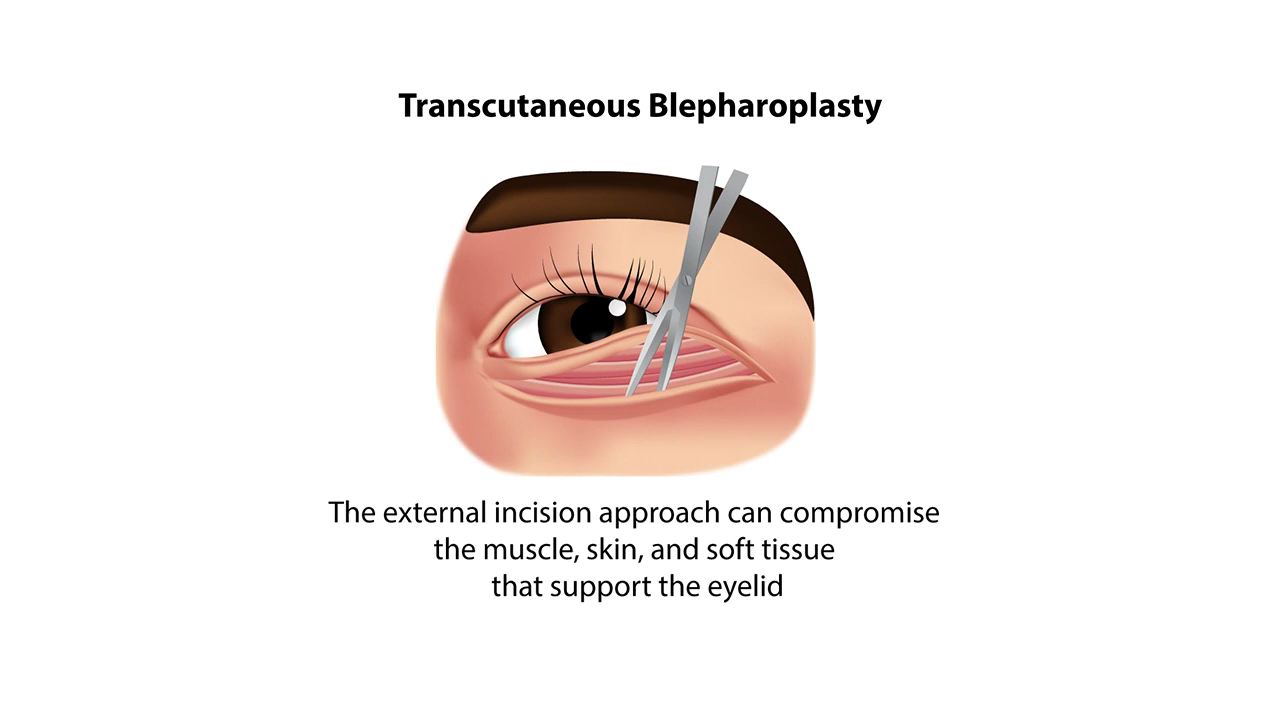 Transcutaneous Blepharoplasty
The external incision approach can compromise
the muscle, skin, and soft tissue
that support the eyelid